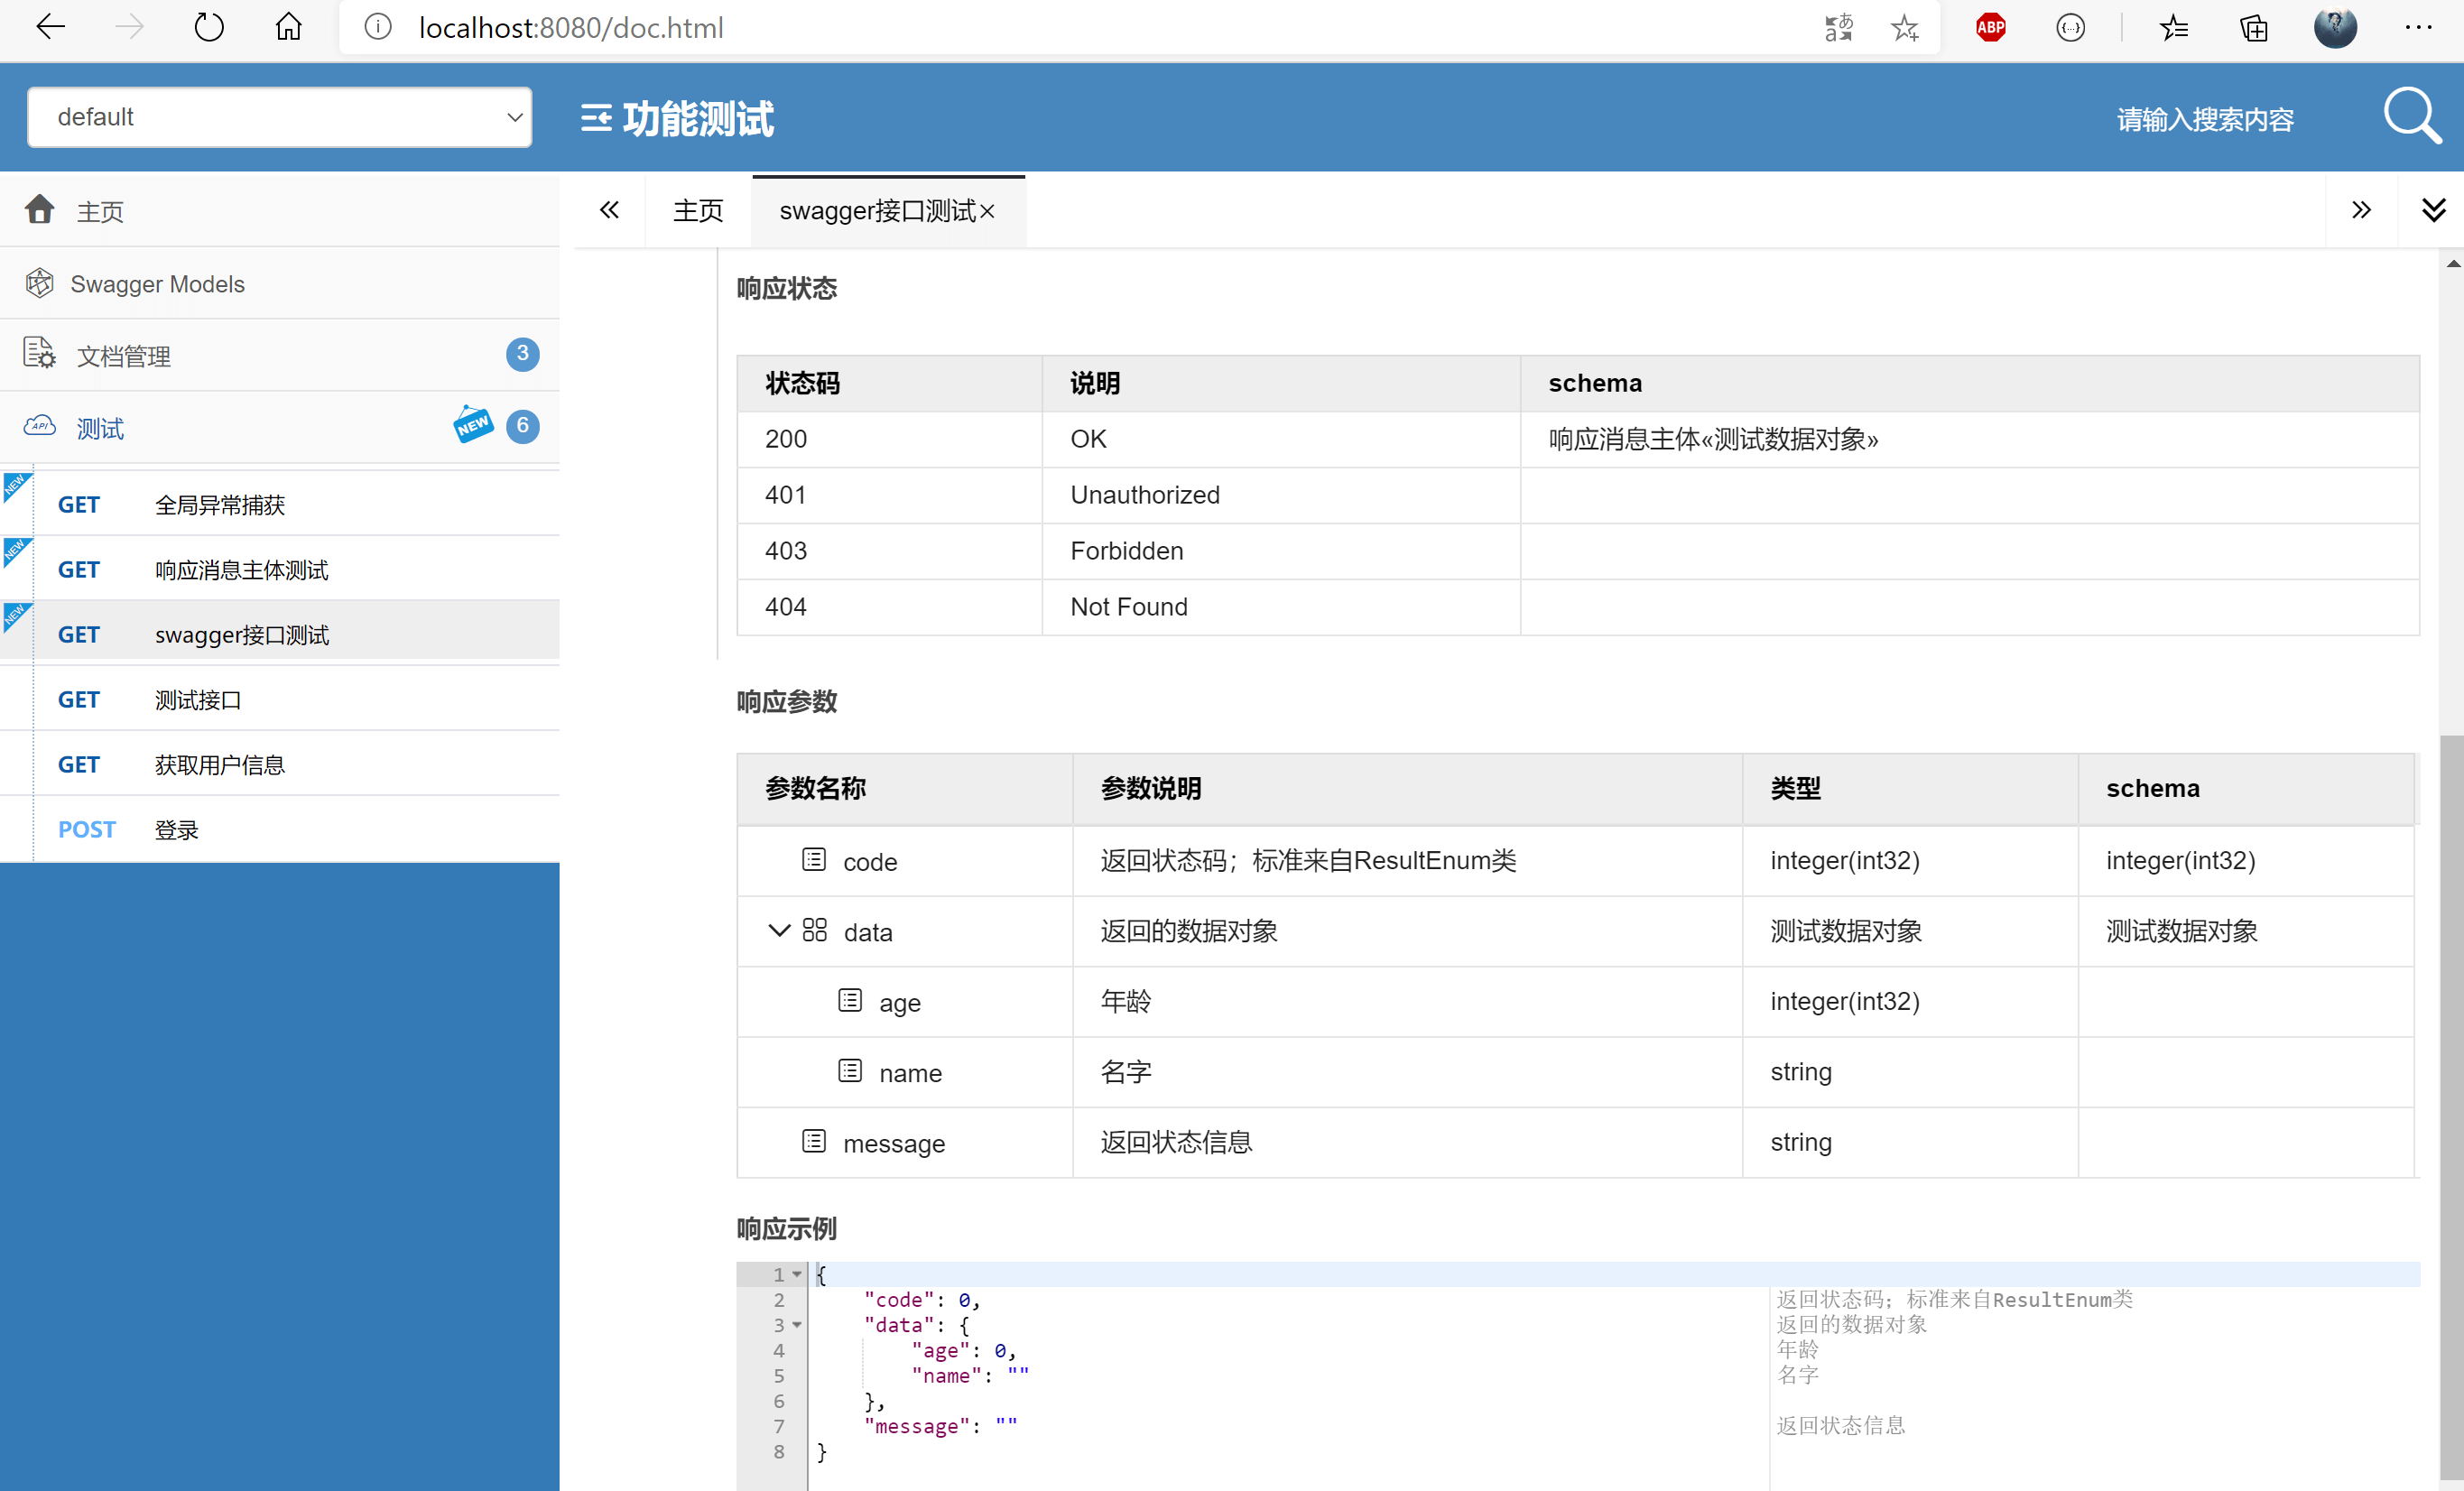 localhost:8080/doc.html
ABP
default
功能测试
请输入搜索内容
主页
Swagger Models
文档管理
3
测试
NEW
6
NEW
GET
全局异常捕获
NEW
GET
响应消息主体测试
NEW
GET
swagger接口测试
GET
测试接口
GET
获取用户信息
POST
登录
主页
swagger接口测试×
响应状态
状态码 说明 schema
200 OK 响应消息主体«测试数据对象»
401 Unauthorized
403 Forbidden
404 Not Found
响应参数
参数名称 参数说明 类型 schema
code 返回状态码；标准来自ResultEnum类 integer(int32) integer(int32)
data 返回的数据对象 测试数据对象 测试数据对象
age 年龄 integer(int32)
name 名字 string
message 返回状态信息 string
响应示例
1 {
2 "code": 0, 返回状态码；标准来自ResultEnum类
3 "data": { 返回的数据对象
4 "age": 0, 年龄
5 "name": "" 名字
6 },
7 "message": "" 返回状态信息
8 }